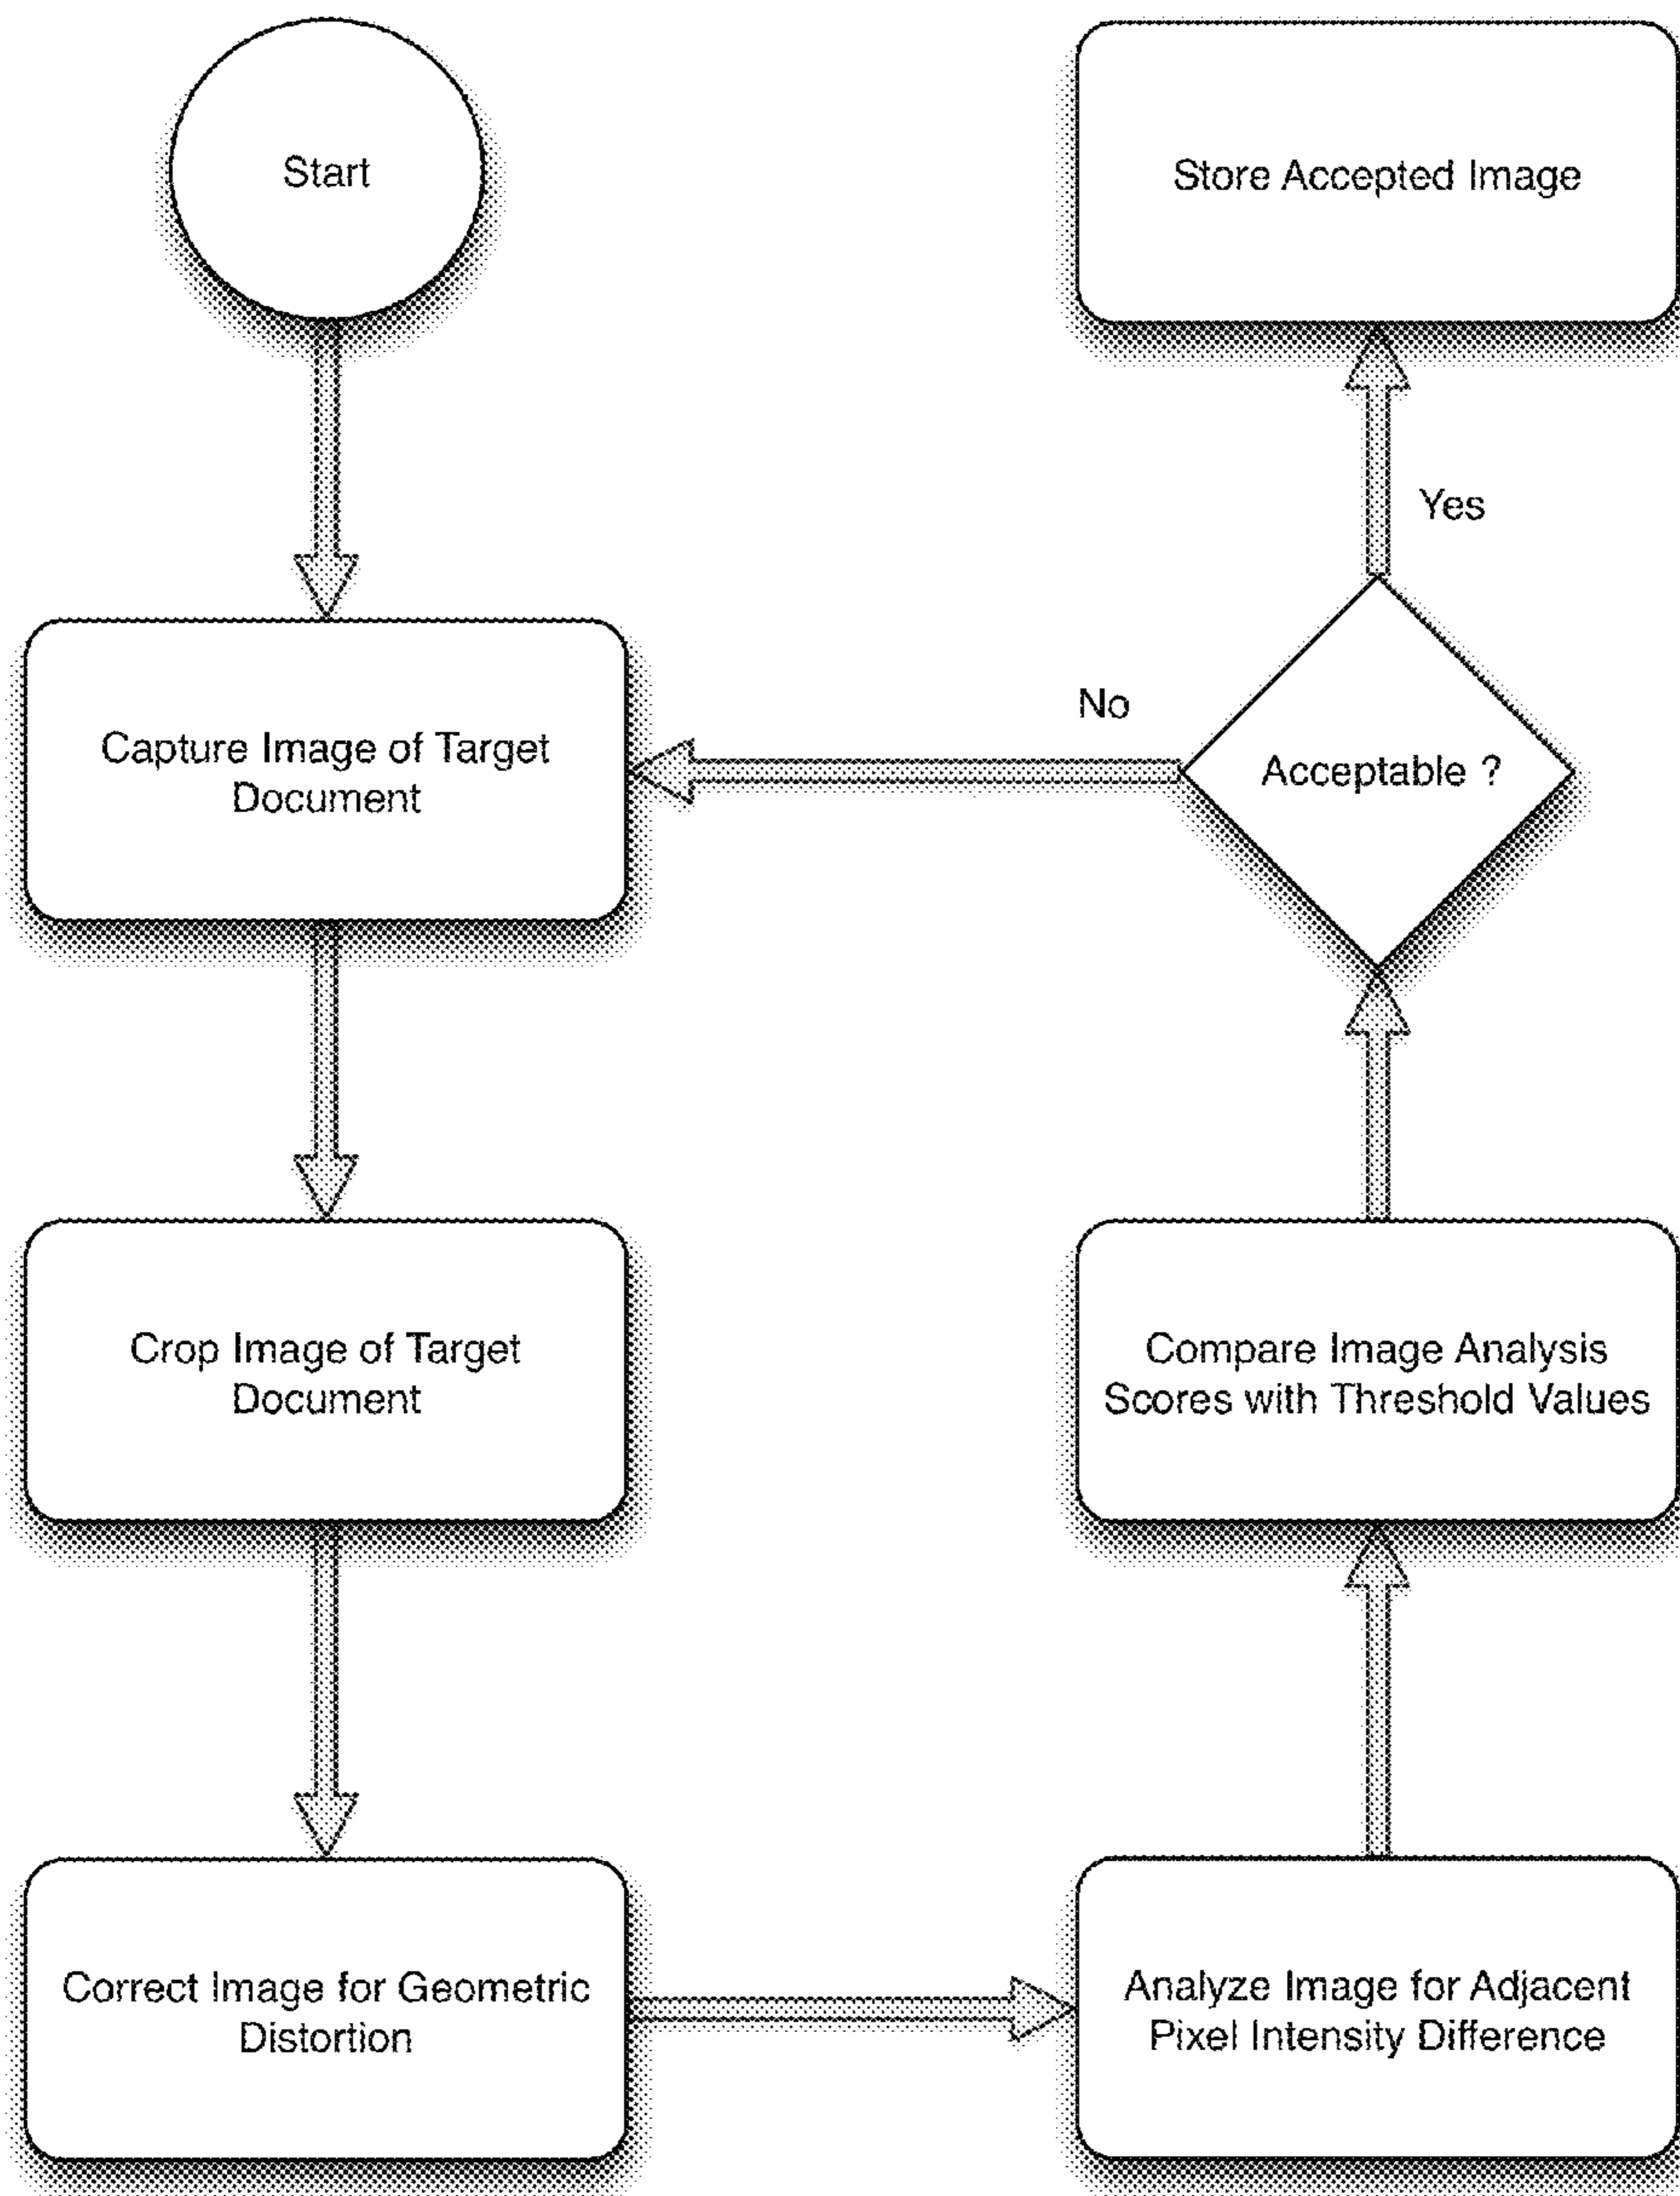 Start
Capture Image of Target
Document
Crop Image of Target
Document
Correct Image for Geometric
Distortion
Analyze Image for Adjacent
Pixel Intensity Difference
Compare Image Analysis
Scores with Threshold Values
Acceptable ?
No
Yes
Store Accepted Image